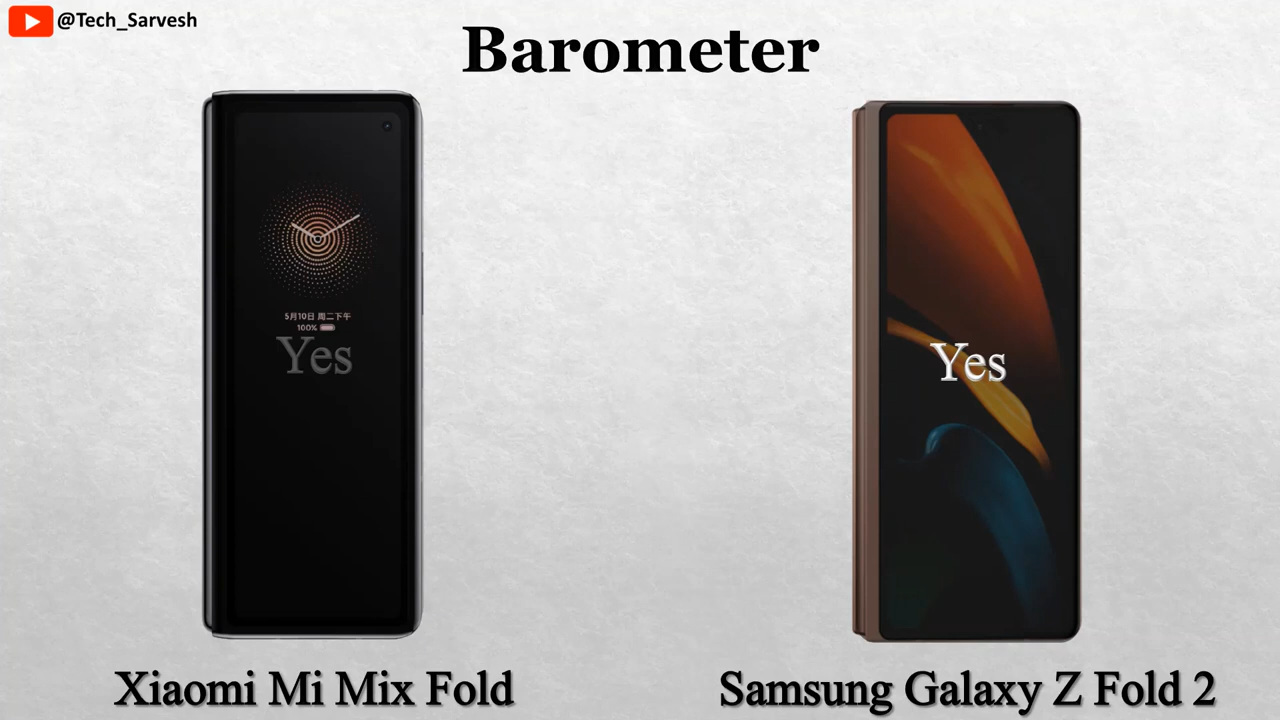 @Tech_Sarvesh
Barometer
5月10日 周二下午
100%
Yes
Yes
Xiaomi Mi Mix Fold
Samsung Galaxy Z Fold 2